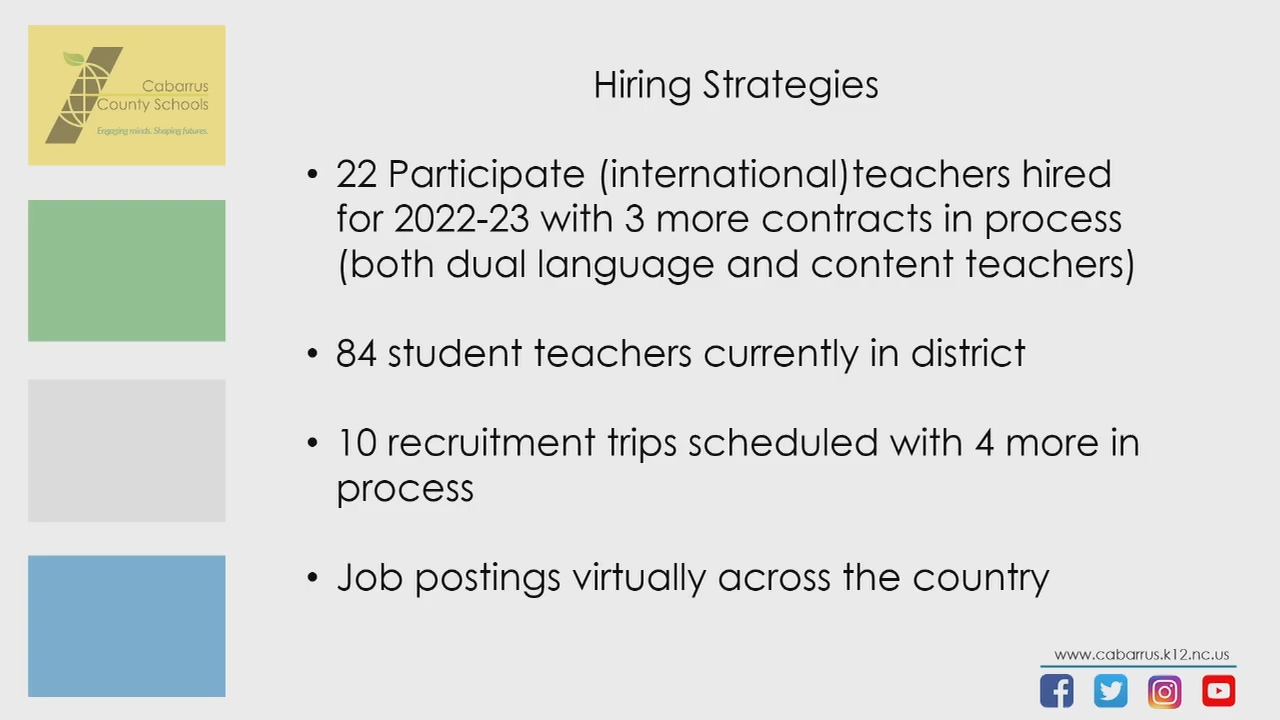 Cabarrus
County Schools
Engaging minds. Shaping futures.
Hiring Strategies
• 22 Participate (international)teachers hired
for 2022-23 with 3 more contracts in process
(both dual language and content teachers)
• 84 student teachers currently in district
• 10 recruitment trips scheduled with 4 more in
process
• Job postings virtually across the country
www.cabarrus.k12.nc.us